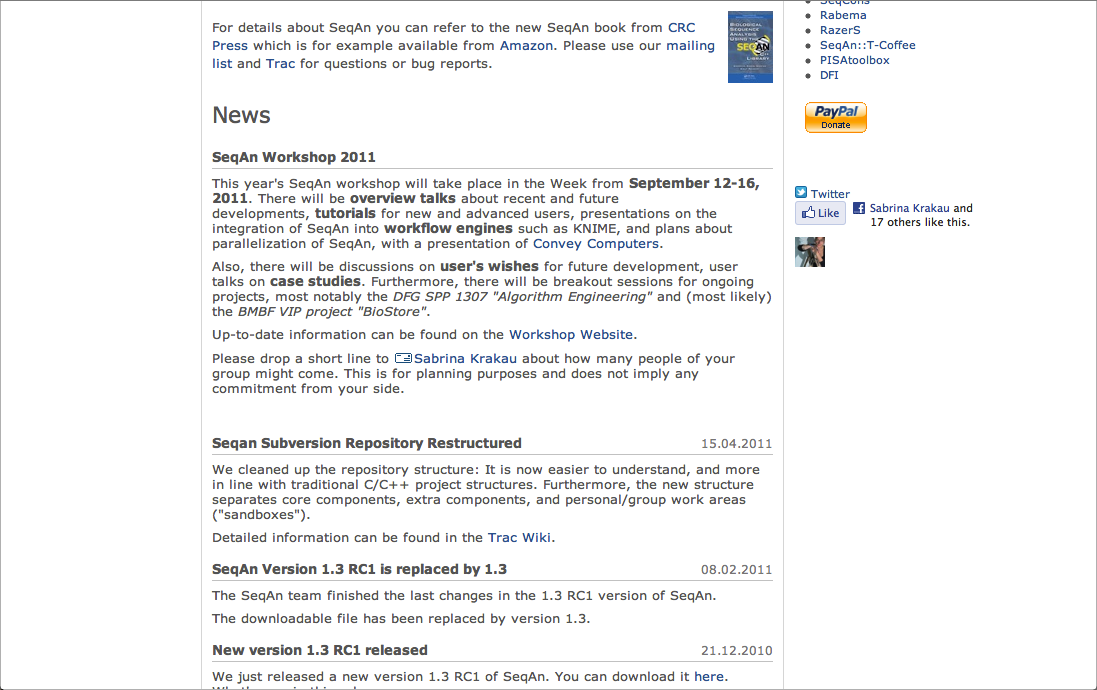 For details about SeqAn you can refer to the new SeqAn book from CRC
Press which is for example available from Amazon. Please use our mailing
list and Trac for questions or bug reports.
BIOLOGICAL
SEQUENCE
ANALYSIS
USING THE
SEQAN
C++
LIBRARY
News
SeqAn Workshop 2011
This year's SeqAn workshop will take place in the Week from September 12-16,
2011. There will be overview talks about recent and future
developments, tutorials for new and advanced users, presentations on the
integration of SeqAn into workflow engines such as KNIME, and plans about
parallelization of SeqAn, with a presentation of Convey Computers.
Also, there will be discussions on user's wishes for future development, user
talks on case studies. Furthermore, there will be breakout sessions for ongoing
projects, most notably the DFG SPP 1307 "Algorithm Engineering" and (most likely)
the BMBF VIP project "BioStore".
Up-to-date information can be found on the Workshop Website.
Please drop a short line to Sabrina Krakau about how many people of your
group might come. This is for planning purposes and does not imply any
commitment from your side.
Seqan Subversion Repository Restructured 15.04.2011
We cleaned up the repository structure: It is now easier to understand, and more
in line with traditional C/C++ project structures. Furthermore, the new structure
separates core components, extra components, and personal/group work areas
("sandboxes").
Detailed information can be found in the Trac Wiki.
SeqAn Version 1.3 RC1 is replaced by 1.3 08.02.2011
The SeqAn team finished the last changes in the 1.3 RC1 version of SeqAn.
The downloadable file has been replaced by version 1.3.
New version 1.3 RC1 released 21.12.2010
We just released a new version 1.3 RC1 of SeqAn. You can download it here.
SeqCons
Rabema
RazerS
SeqAn::T-Coffee
PISAtoolbox
DFI
PayPal
Donate
Twitter
Like
Sabrina Krakau and
17 others like this.